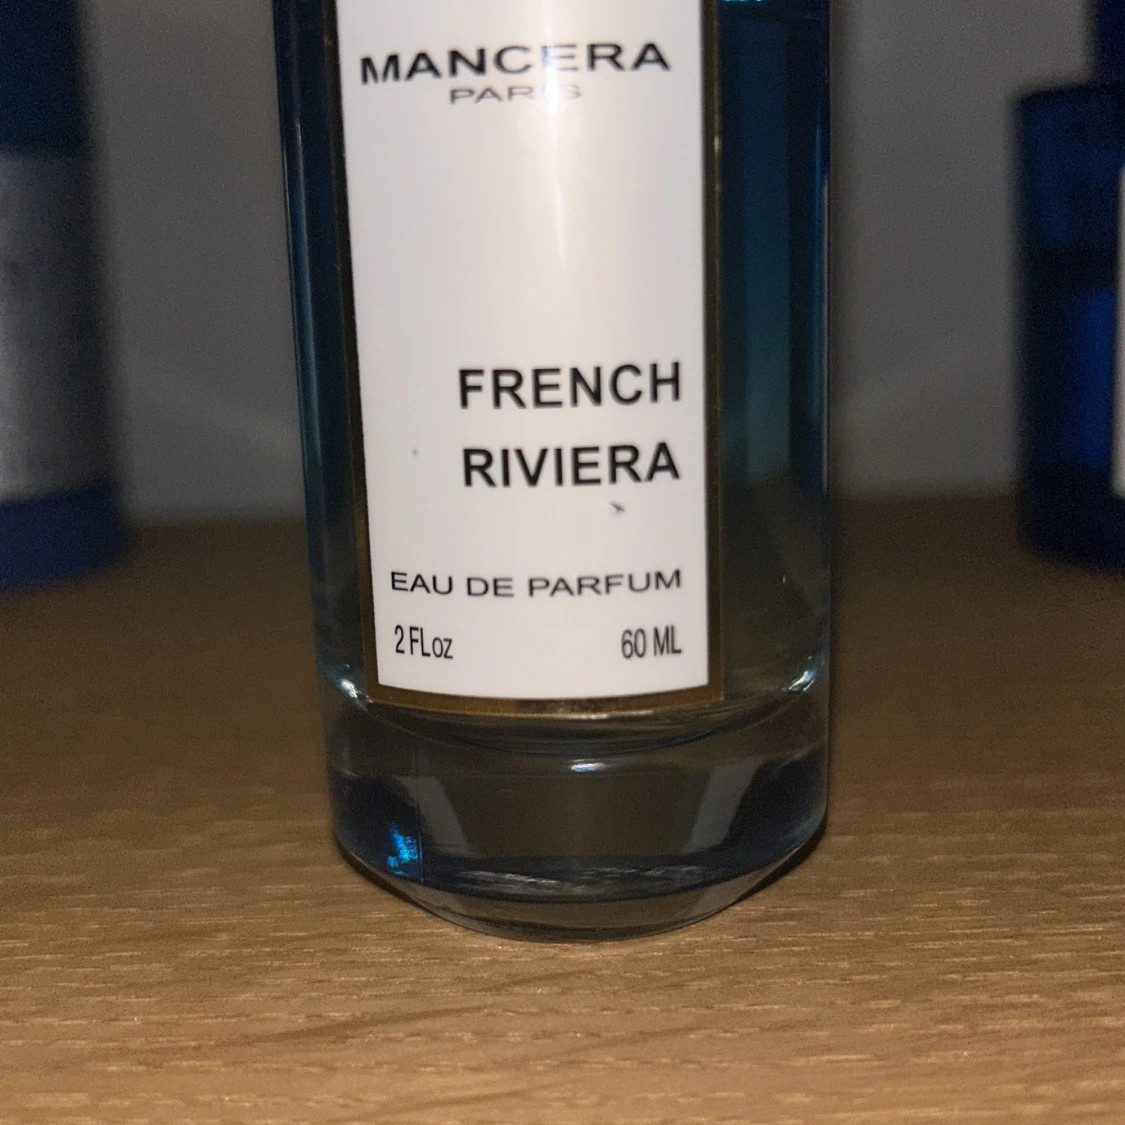 MANCERA
PARIS
FRENCH
RIVIERA
EAU DE PARFUM
2 FLoz 60 ML